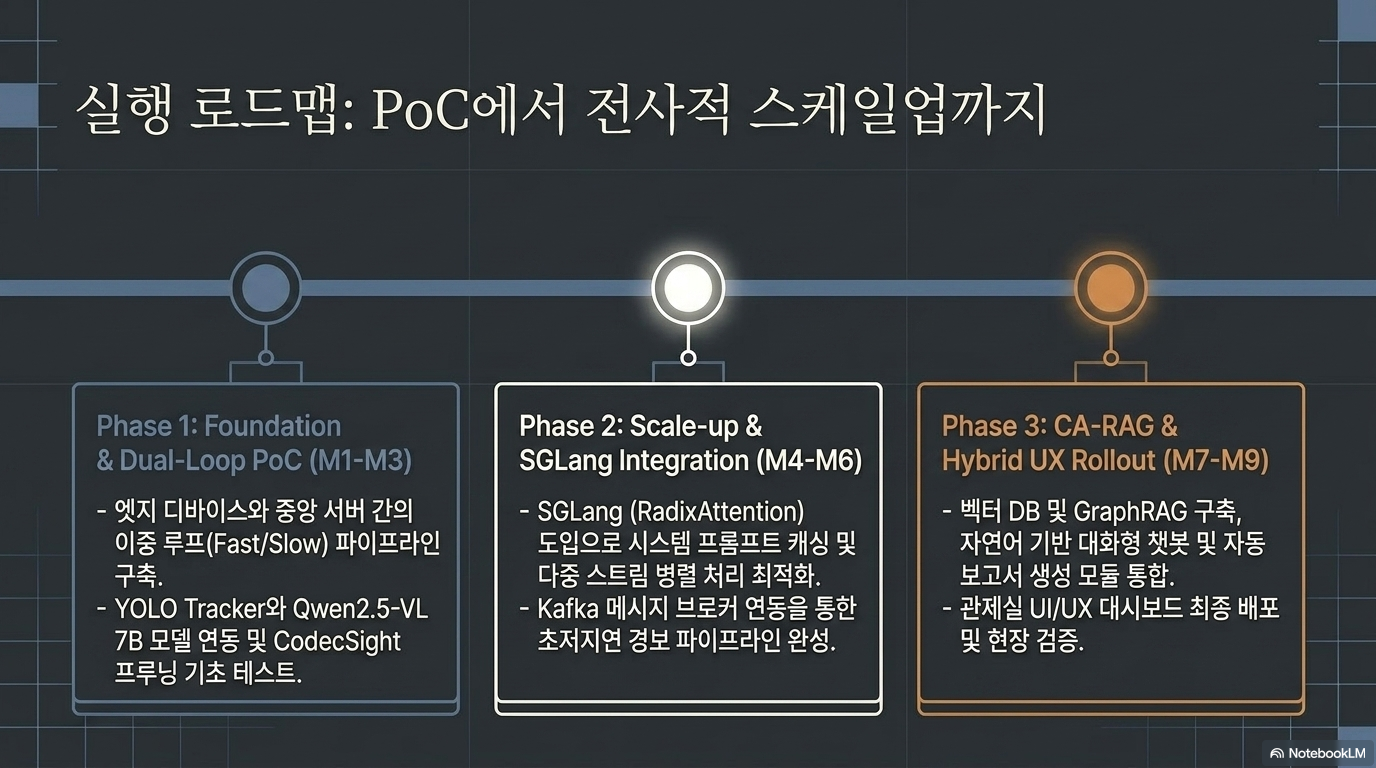 실행 로드맵: PoC에서 전사적 스케일업까지
Phase 1: Foundation
& Dual-Loop PoC (M1-M3)
- 엣지 디바이스와 중앙 서버 간의
이중 루프(Fast/Slow) 파이프라인
구축.
- YOLO Tracker와 Qwen2.5-VL
7B 모델 연동 및 CodecSight
프루닝 기초 테스트.
Phase 2: Scale-up &
SGLang Integration (M4-M6)
- SGLang (RadixAttention)
도입으로 시스템 프롬프트 캐싱 및
다중 스트림 병렬 처리 최적화.
- Kafka 메시지 브로커 연동을 통한
초저지연 경보 파이프라인 완성.
Phase 3: CA-RAG &
Hybrid UX Rollout (M7-M9)
- 벡터 DB 및 GraphRAG 구축,
자연어 기반 대화형 챗봇 및 자동
보고서 생성 모듈 통합.
- 관제실 UI/UX 대시보드 최종 배포
및 현장 검증.
NotebookLM